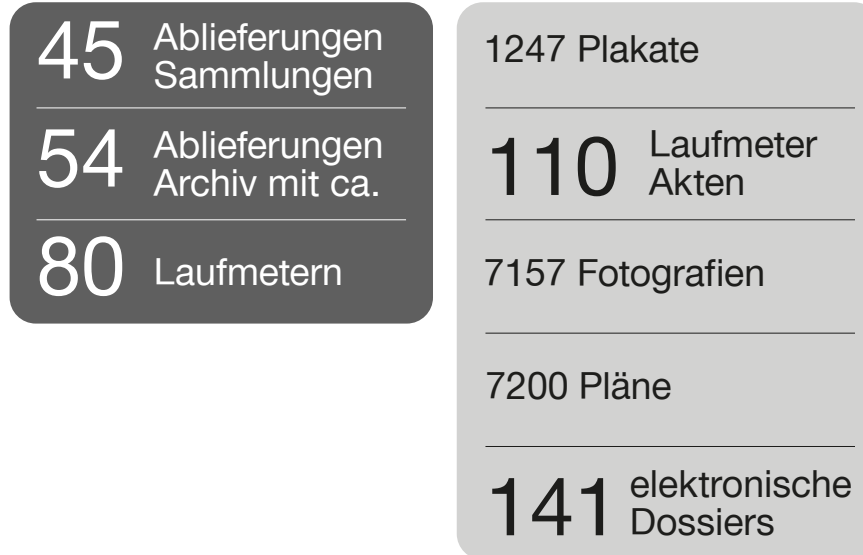 45 Ablieferungen
Sammlungen
54 Ablieferungen
Archiv mit ca.
80 Laufmetern
1247 Plakate
110 Laufmeter
Akten
7157 Fotografien
7200 Pläne
141 elektronische
Dossiers